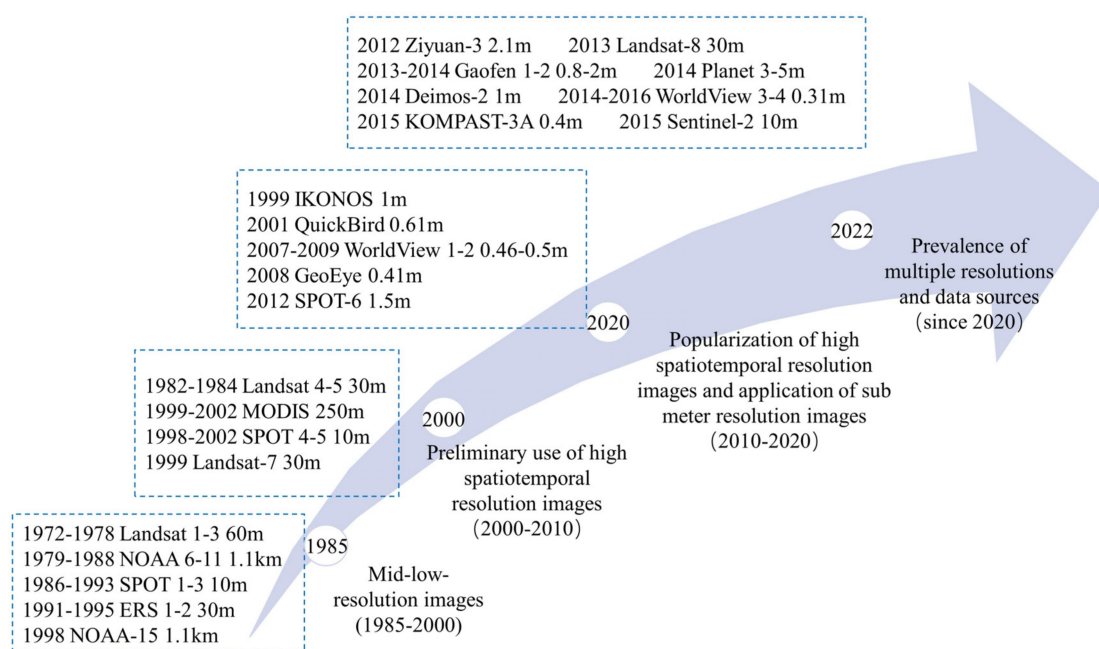 2012 Ziyuan-3 2.1m 2013 Landsat-8 30m
2013-2014 Gaofen 1-2 0.8-2m 2014 Planet 3-5m
2014 Deimos-2 1m 2014-2016 WorldView 3-4 0.31m
2015 KOMPAST-3A 0.4m 2015 Sentinel-2 10m
1999 IKONOS 1m
2001 QuickBird 0.61m
2007-2009 WorldView 1-2 0.46-0.5m
2008 GeoEye 0.41m
2012 SPOT-6 1.5m
2022
Prevalence of
multiple resolutions
and data sources
(since 2020)
2020
Popularization of high
spatiotemporal resolution
images and application of sub
meter resolution images
(2010-2020)
1982-1984 Landsat 4-5 30m
1999-2002 MODIS 250m
1998-2002 SPOT 4-5 10m
1999 Landsat-7 30m
2000
Preliminary use of high
spatiotemporal
resolution images
(2000-2010)
1972-1978 Landsat 1-3 60m
1979-1988 NOAA 6-11 1.1km
1986-1993 SPOT 1-3 10m
1991-1995 ERS 1-2 30m
1998 NOAA-15 1.1km
1985
Mid-low-
resolution images
(1985-2000)